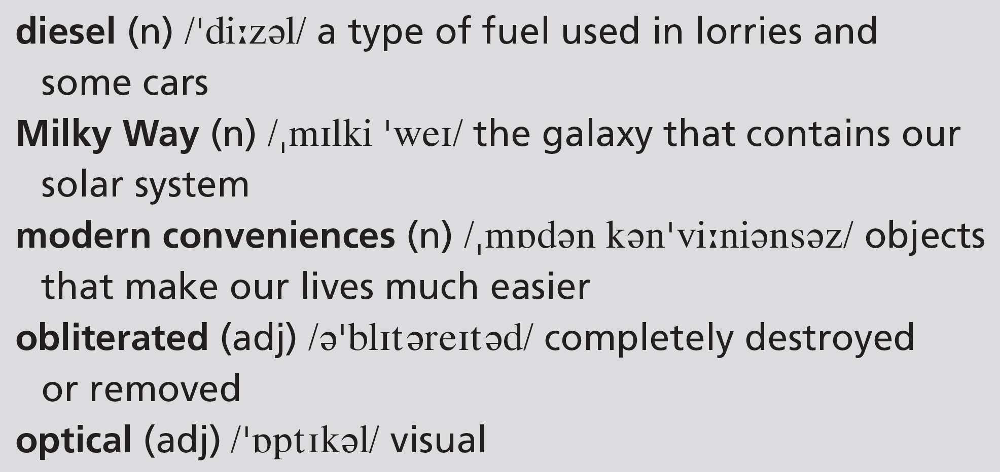 diesel (n) /ˈdiːzəl/ a type of fuel used in lorries and
some cars
Milky Way (n) /ˌmɪlki ˈweɪ/ the galaxy that contains our
solar system
modern conveniences (n) /ˌmɒdən kənˈviːniənsəz/ objects
that make our lives much easier
obliterated (adj) /əˈblɪtəreɪtəd/ completely destroyed
or removed
optical (adj) /ˈɒptɪkəl/ visual